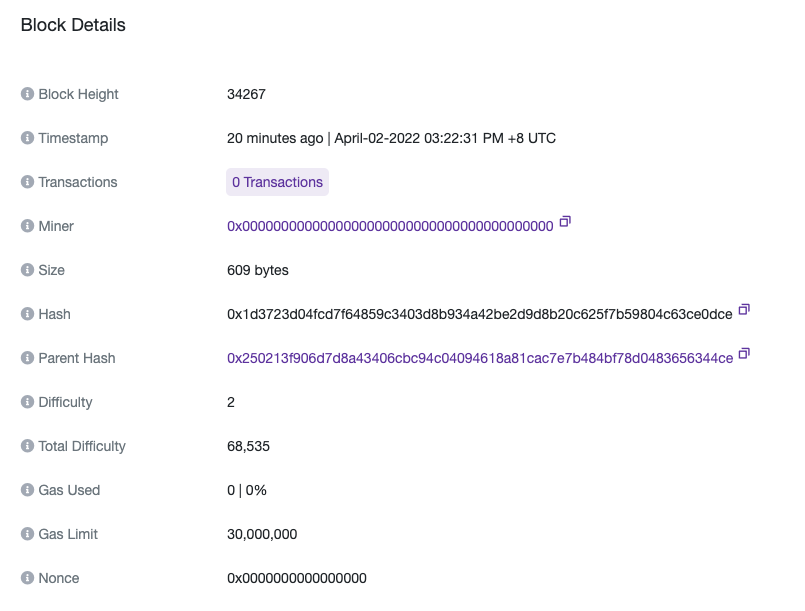 Block Details
Block Height 34267
Timestamp 20 minutes ago | April-02-2022 03:22:31 PM +8 UTC
Transactions 0 Transactions
Miner 0x0000000000000000000000000000000000000000
Size 609 bytes
Hash 0x1d3723d04fcd7f64859c3403d8b934a42be2d9d8b20c625f7b59804c63ce0dce
Parent Hash 0x250213f906d7d8a43406cbc94c04094618a81cac7e7b484bf78d0483656344ce
Difficulty 2
Total Difficulty 68,535
Gas Used 0 | 0%
Gas Limit 30,000,000
Nonce 0x0000000000000000